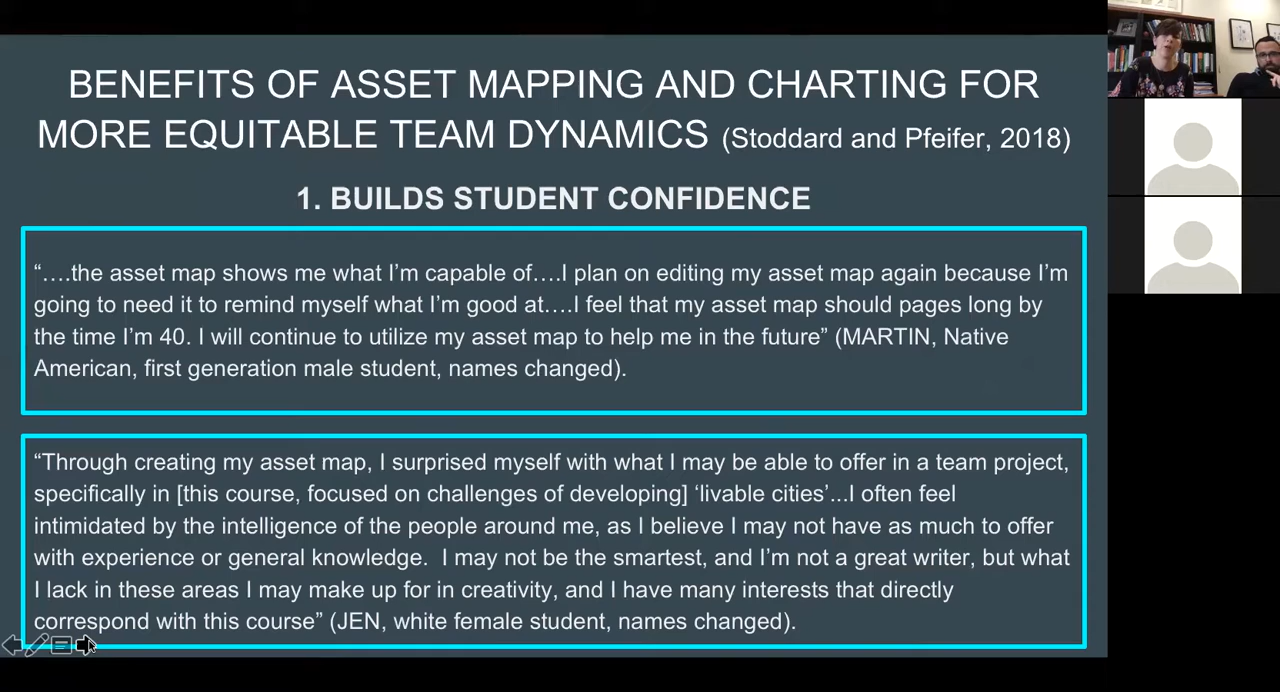 BENEFITS OF ASSET MAPPING AND CHARTING FOR
MORE EQUITABLE TEAM DYNAMICS (Stoddard and Pfeifer, 2018)
1. BUILDS STUDENT CONFIDENCE
“….the asset map shows me what I’m capable of….I plan on editing my asset map again because I’m
going to need it to remind myself what I’m good at….I feel that my asset map should pages long by
the time I’m 40. I will continue to utilize my asset map to help me in the future” (MARTIN, Native
American, first generation male student, names changed).
“Through creating my asset map, I surprised myself with what I may be able to offer in a team project,
specifically in [this course, focused on challenges of developing] ‘livable cities’...I often feel
intimidated by the intelligence of the people around me, as I believe I may not have as much to offer
with experience or general knowledge.  I may not be the smartest, and I’m not a great writer, but what
I lack in these areas I may make up for in creativity, and I have many interests that directly
correspond with this course” (JEN, white female student, names changed).